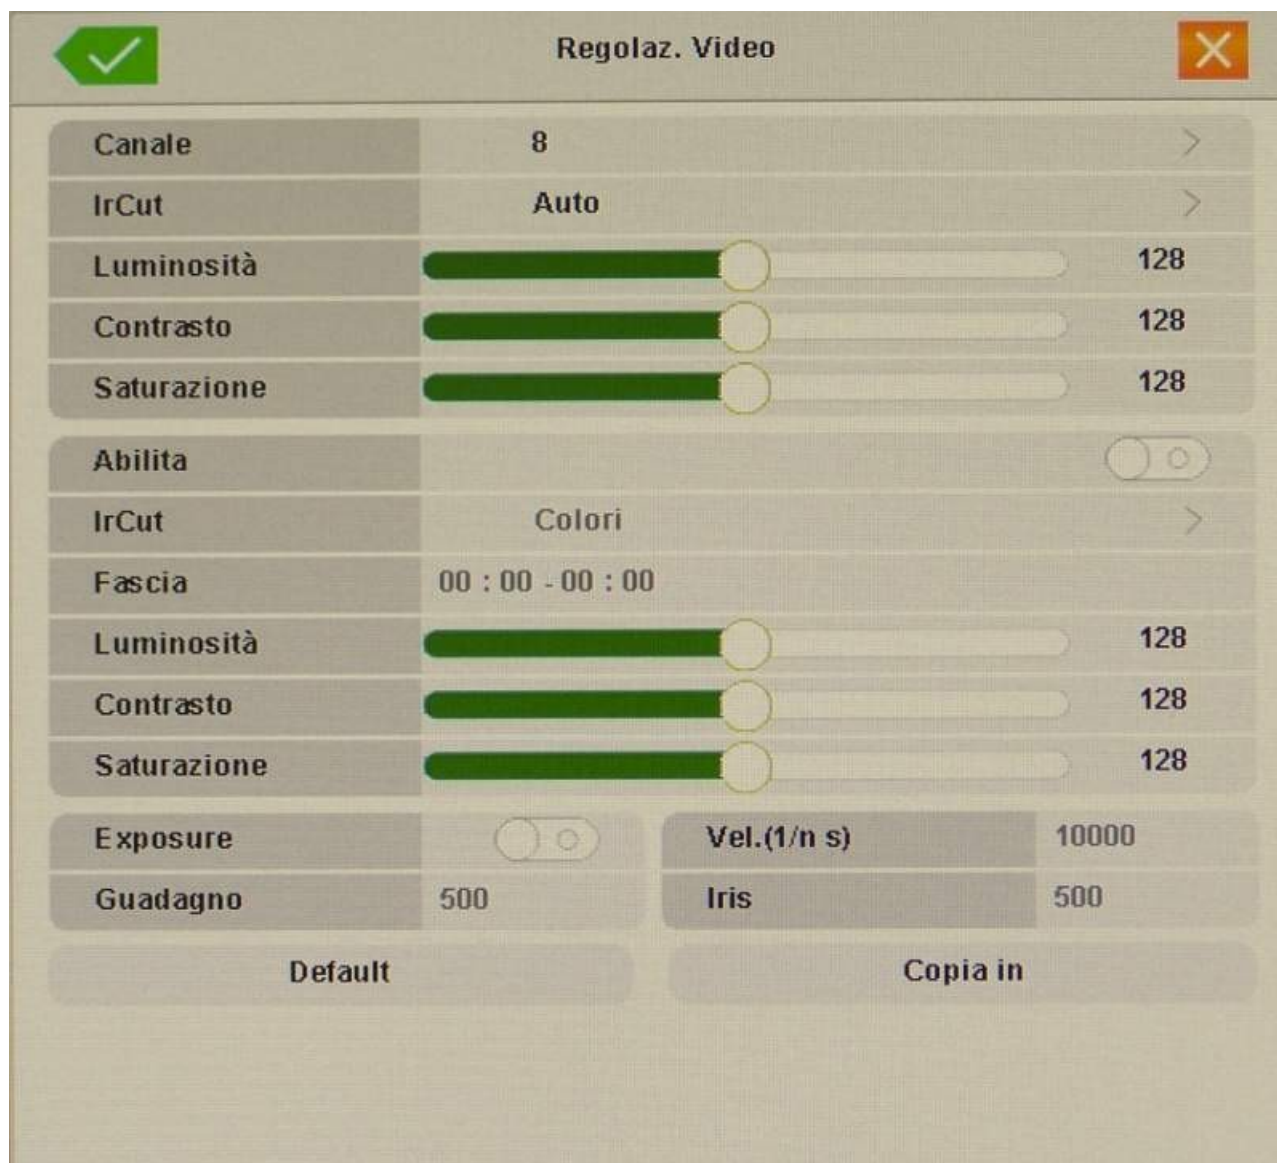 Regolaz. Video
Canale 8
IrCut Auto
Luminosità 128
Contrasto 128
Saturazione 128
Abilita
IrCut Colori
Fascia 00 : 00 - 00 : 00
Luminosità 128
Contrasto 128
Saturazione 128
Exposure Vel.(1/n s) 10000
Guadagno 500 Iris 500
Default Copia in